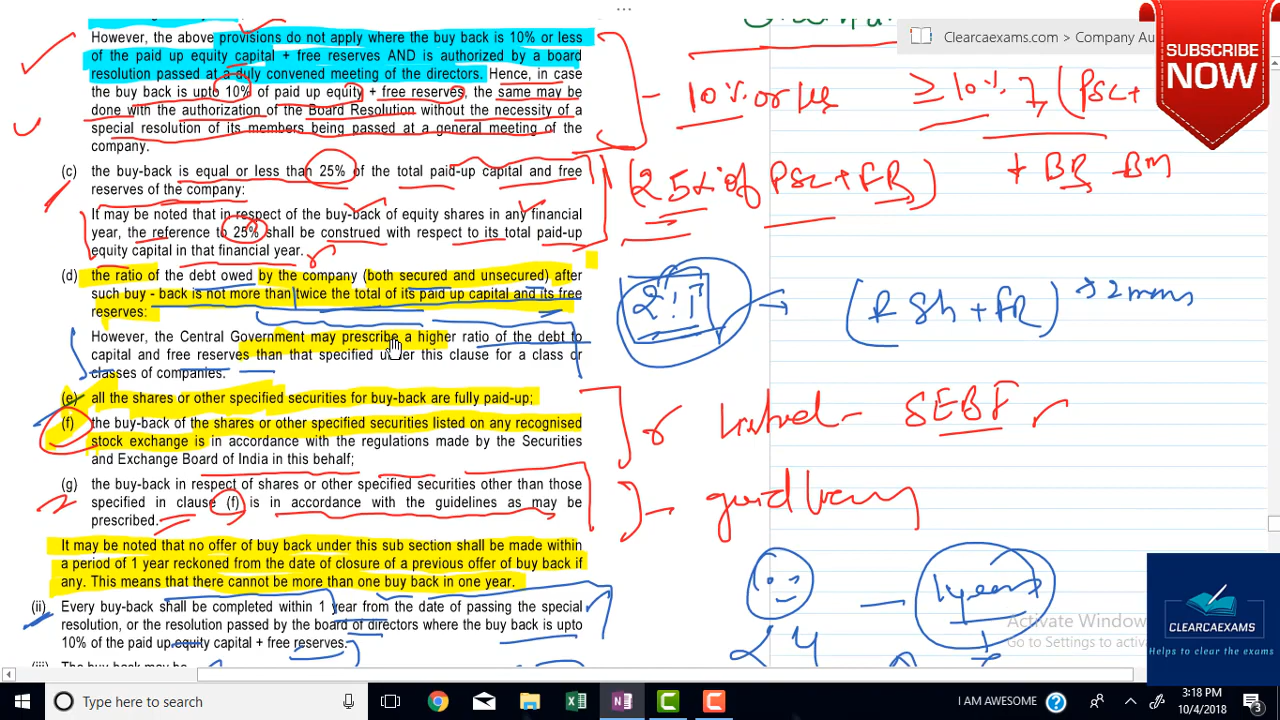 However, the above provisions do not apply where the buy back is 10% or less
of the paid up equity capital + free reserves AND is authorized by a board
resolution passed at a duly convened meeting of the directors. Hence, in case
the buy back is upto 10% of paid up equity + free reserves, the same may be
done with the authorization of the Board Resolution without the necessity of a
special resolution of its members being passed at a general meeting of the
company.
(c) the buy-back is equal or less than 25% of the total paid-up capital and free
reserves of the company:
It may be noted that in respect of the buy-back of equity shares in any financial
year, the reference to 25% shall be construed with respect to its total paid-up
equity capital in that financial year.
(d) the ratio of the debt owed by the company (both secured and unsecured) after
such buy - back is not more than twice the total of its paid up capital and its free
reserves:
However, the Central Government may prescribe a higher ratio of the debt to
capital and free reserves than that specified under this clause for a class or
classes of companies.
(e) all the shares or other specified securities for buy-back are fully paid-up;
(f) the buy-back of the shares or other specified securities listed on any recognised
stock exchange is in accordance with the regulations made by the Securities
and Exchange Board of India in this behalf;
(g) the buy-back in respect of shares or other specified securities other than those
specified in clause (f) is in accordance with the guidelines as may be
prescribed.
It may be noted that no offer of buy back under this sub section shall be made within
a period of 1 year reckoned from the date of closure of a previous offer of buy back if
any. This means that there cannot be more than one buy back in one year.
(ii) Every buy-back shall be completed within 1 year from the date of passing the special
resolution, or the resolution passed by the board of directors where the buy back is upto
10% of the paid up equity capital + free reserves.
The buy-back may be
Clearcaexams.com > Company Au
SUBSCRIBE
NOW
10% or less
≥ 10%
(PSC+
+ BR - BM
(25% of PSC + FR)
2:1
SEBI
1 year
Activate Windows
Go to Settings to activa
CLEARCAEXAMS
Helps to clear the exams
Type here to search
I AM AWESOME
3:18 PM
10/4/2018
3